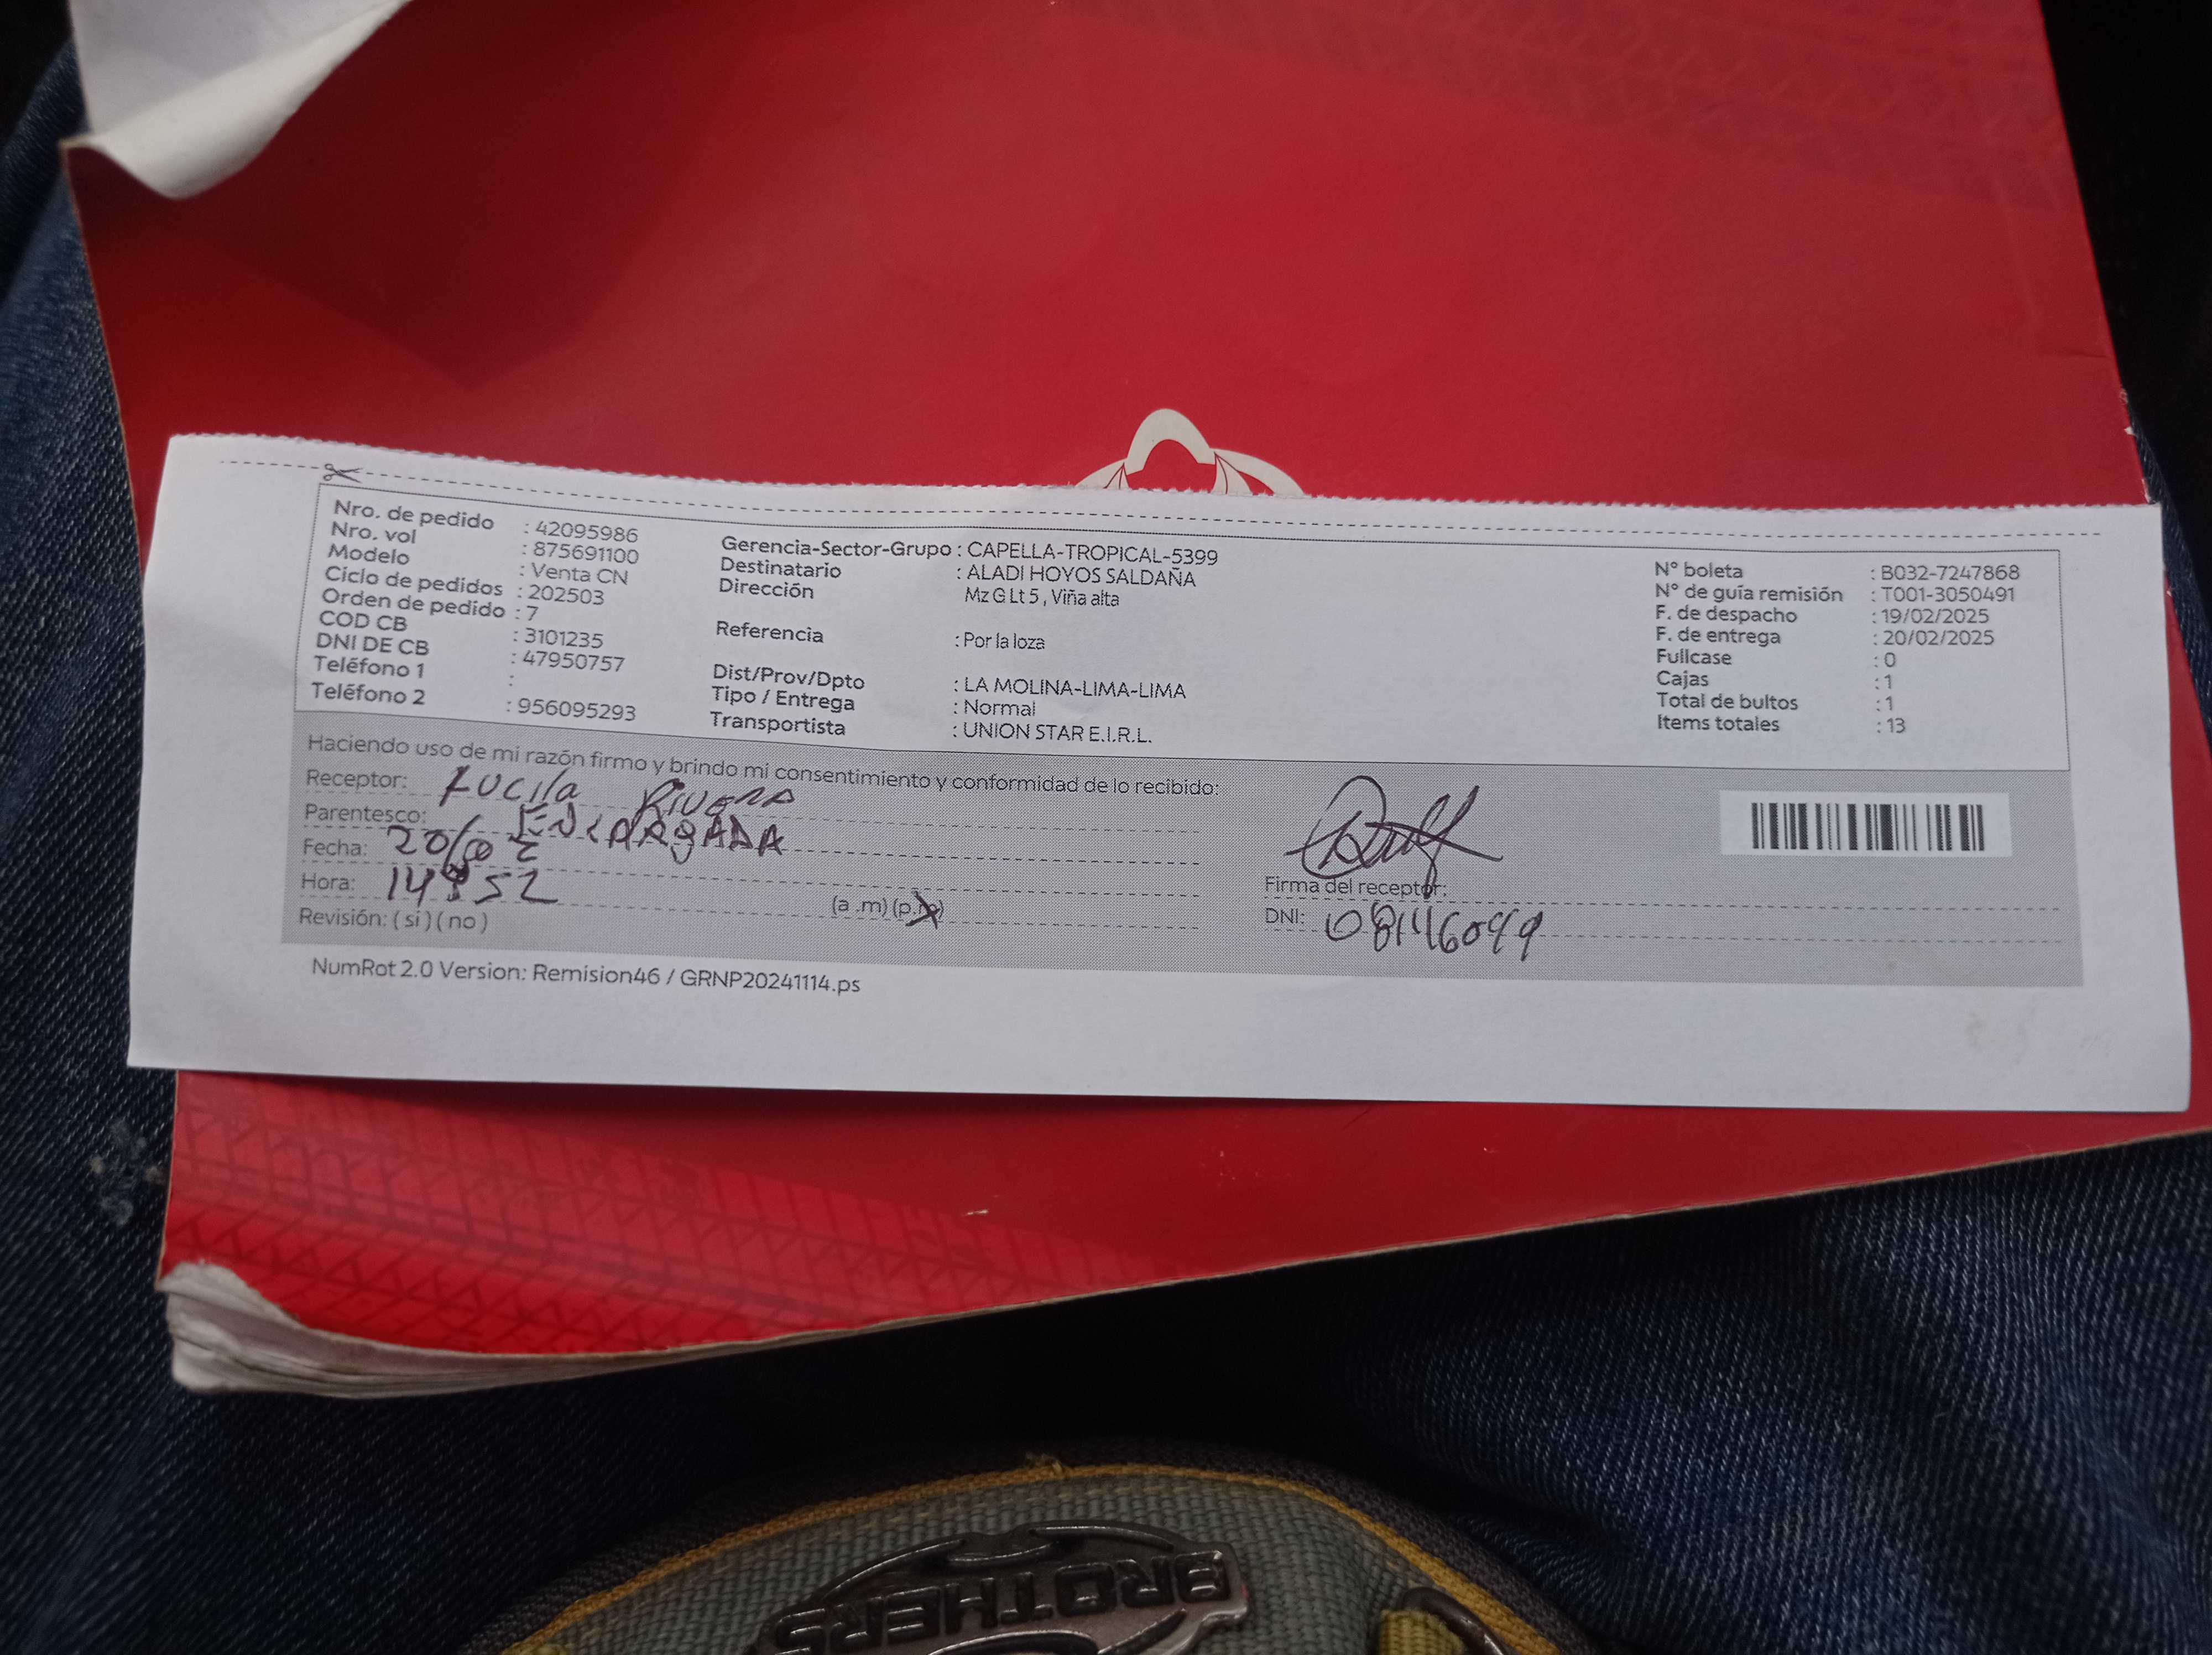 Nro. de pedido : 42095986
Nro. vol : 875691100
Modelo : Venta CN
Ciclo de pedidos : 202503
Orden de pedido : 7
COD CB : 3101235
DNI DE CB : 47950757
Teléfono 1 :
Teléfono 2 : 956095293
Gerencia-Sector-Grupo : CAPELLA-TROPICAL-5399
Destinatario : ALADI HOYOS SALDAÑA
Dirección Mz G Lt 5 , Viña alta
Referencia : Por la loza
Dist/Prov/Dpto : LA MOLINA-LIMA-LIMA
Tipo / Entrega : Normal
Transportista : UNION STAR E.I.R.L.
N° boleta : B032-7247868
N° de guía remisión : T001-3050491
F. de despacho : 19/02/2025
F. de entrega : 20/02/2025
Fullcase : 0
Cajas : 1
Total de bultos : 1
Items totales : 13
Haciendo uso de mi razón firmo y brindo mi consentimiento y conformidad de lo recibido:
Receptor: Lucila Rivera
Parentesco: ENCARGADA
Fecha: 20/02
Hora: 14:52 (a .m) (p.m)
Revisión: ( si ) ( no )
Firma del receptor:
DNI:
NumRot 2.0 Version: Remision46 / GRNP20241114.ps
BROTHERS